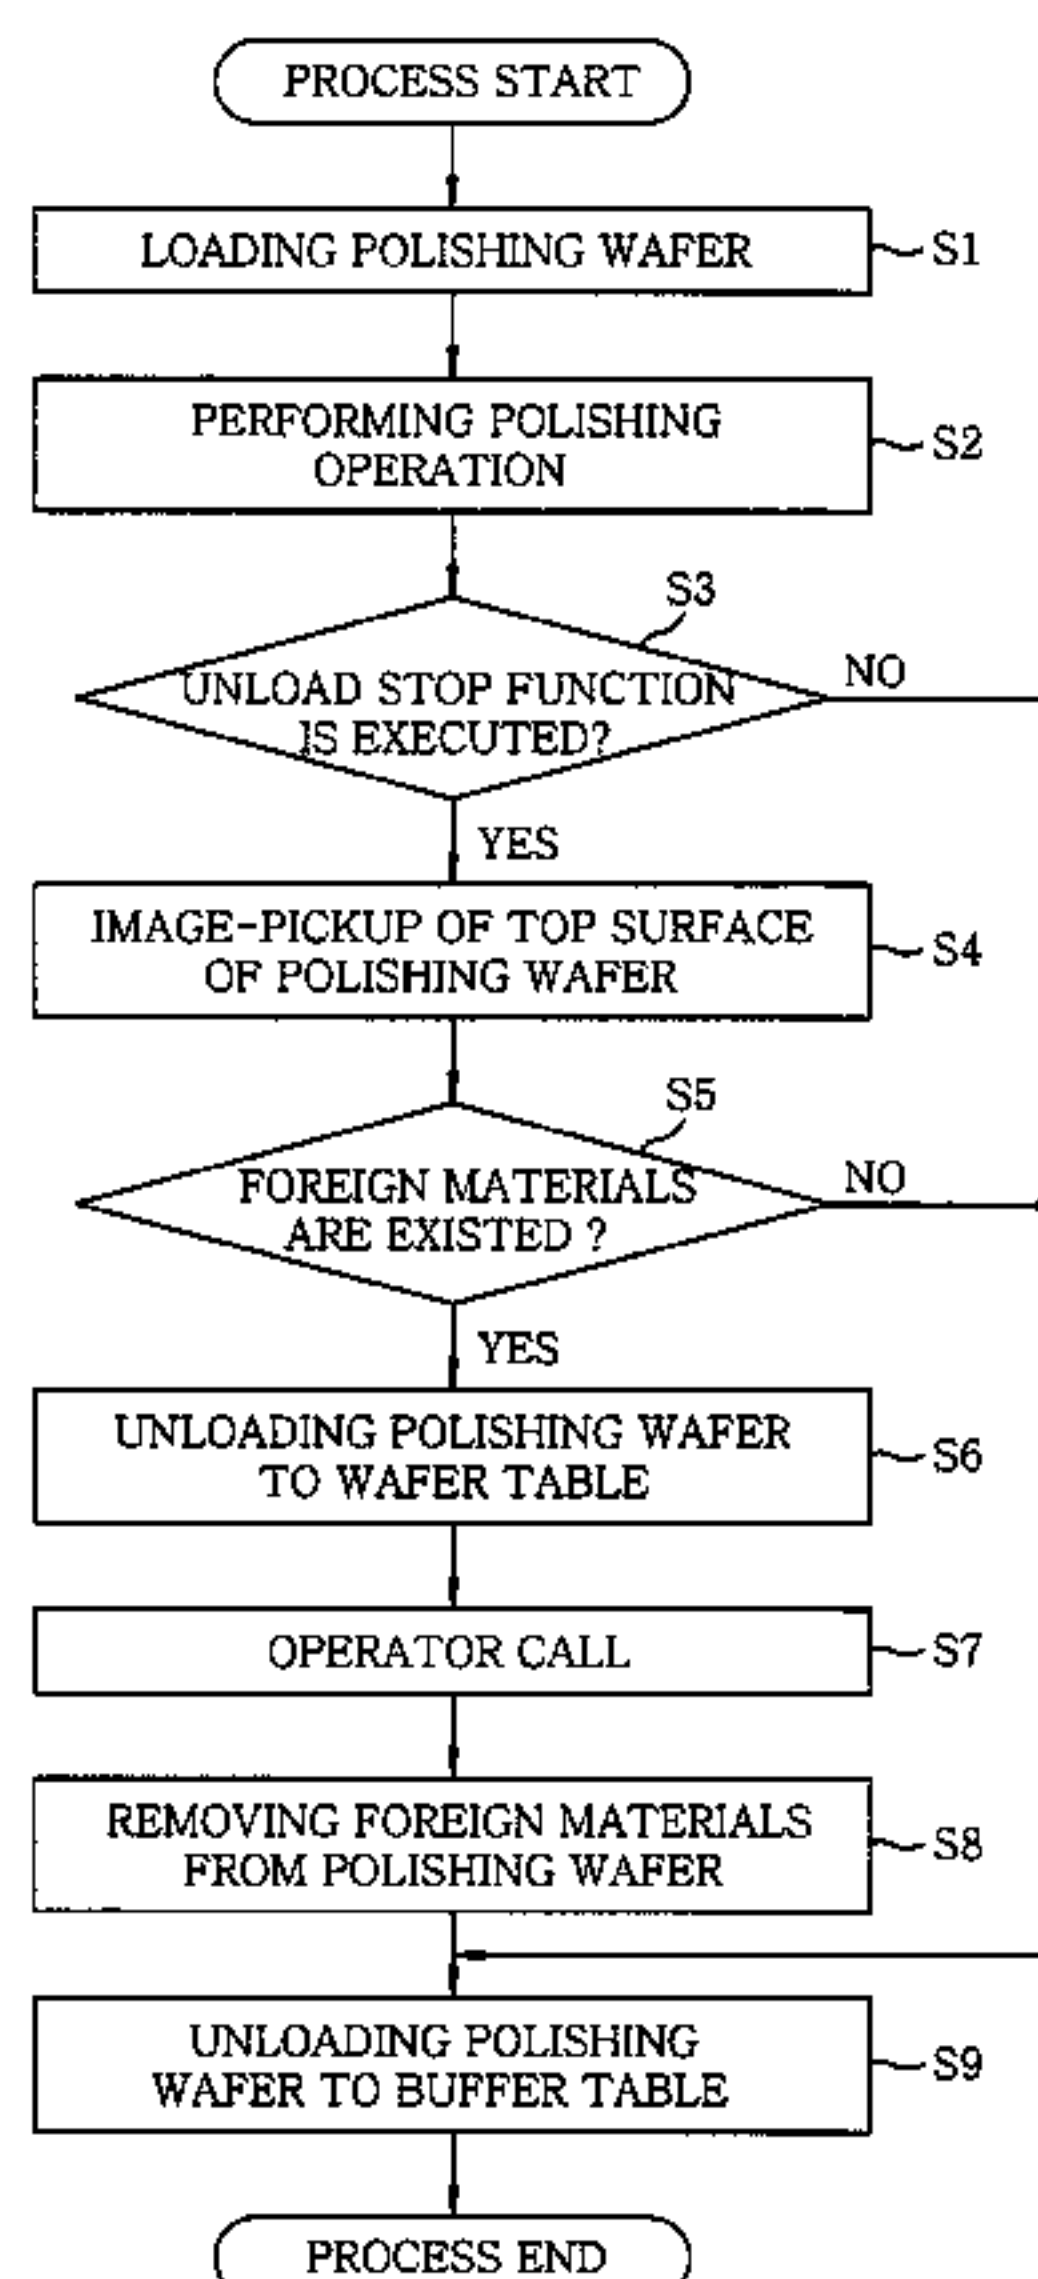 PROCESS START
LOADING POLISHING WAFER
S1
PERFORMING POLISHING
OPERATION
S2
S3
UNLOAD STOP FUNCTION
IS EXECUTED?
NO
YES
IMAGE-PICKUP OF TOP SURFACE
OF POLISHING WAFER
S4
S5
FOREIGN MATERIALS
ARE EXISTED ?
NO
YES
UNLOADING POLISHING WAFER
TO WAFER TABLE
S6
OPERATOR CALL
S7
REMOVING FOREIGN MATERIALS
FROM POLISHING WAFER
S8
UNLOADING POLISHING
WAFER TO BUFFER TABLE
S9
PROCESS END